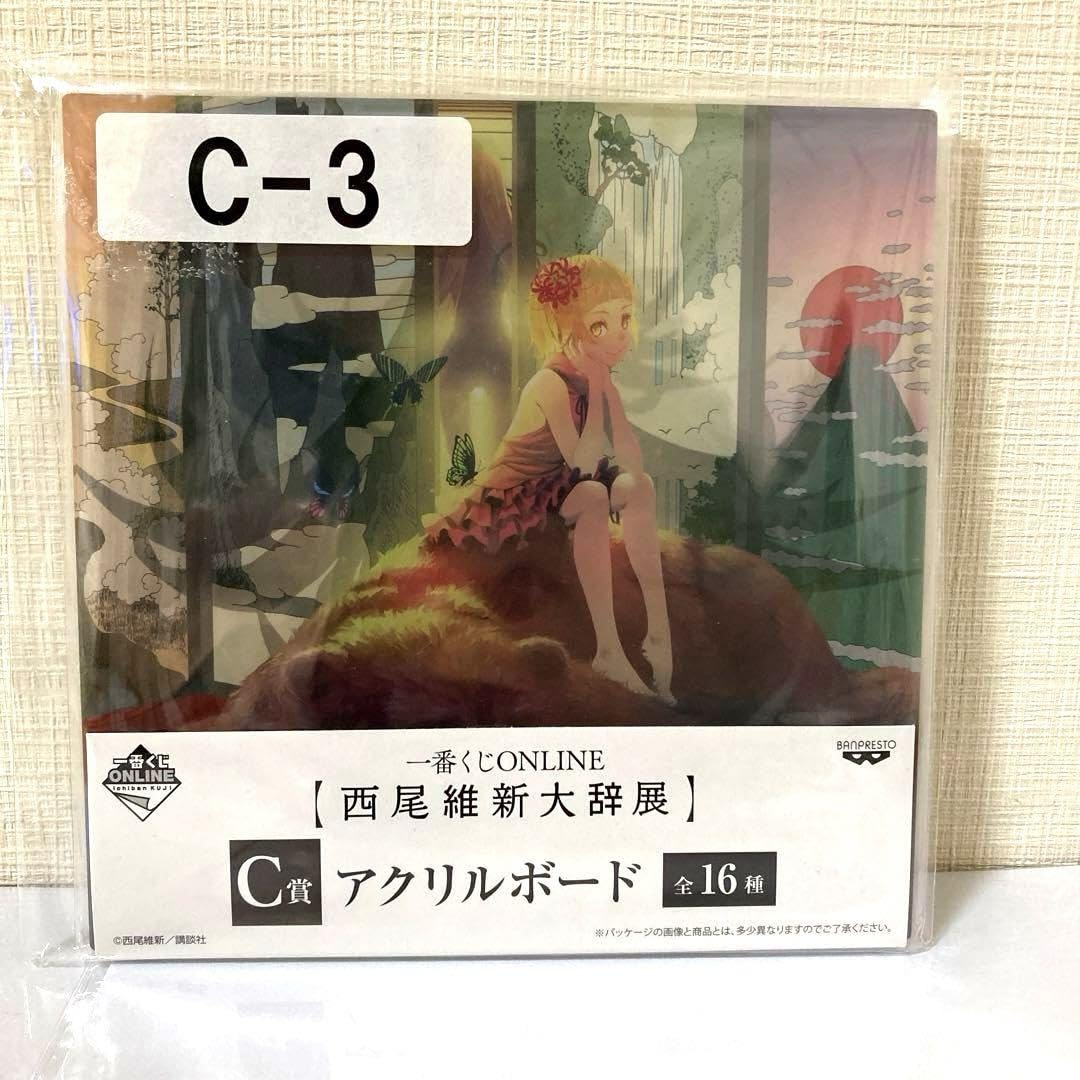 C-3
一番くじ
ONLINE
Ichiban KUJI
一番くじONLINE
【西尾維新大辞展】
BANPRESTO
C賞 アクリルボード 全16種
©西尾維新／講談社
※パッケージの画像と商品とは、多少異なりますのでご了承ください。